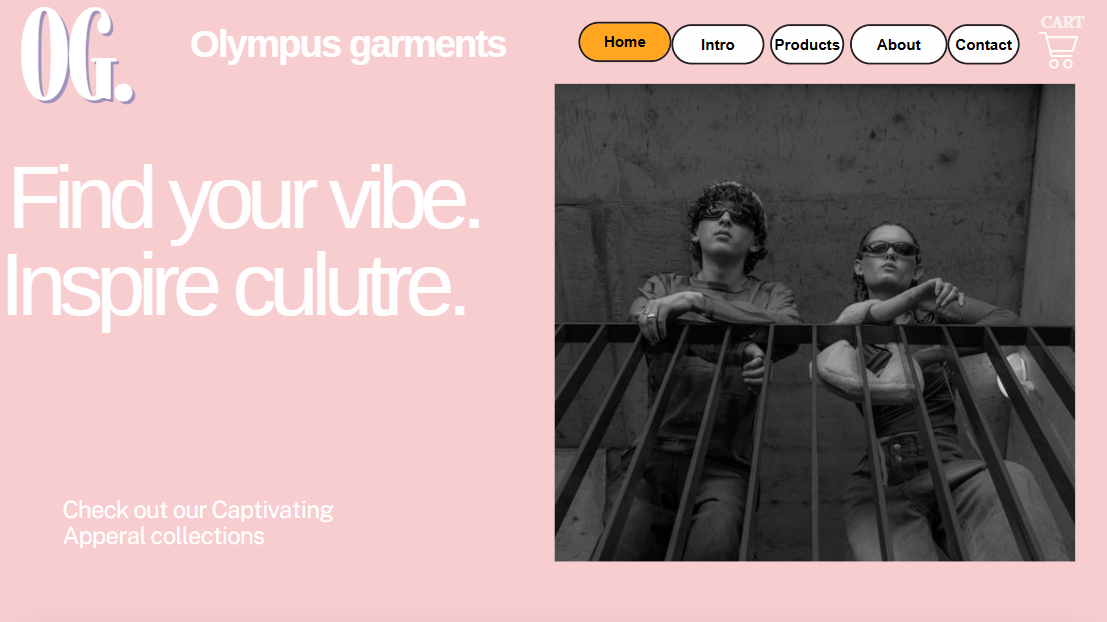 OG.
Olympus garments
Home
Intro
Products
About
Contact
CART
Find your vibe.
Inspire culutre.
Check out our Captivating
Apperal collections